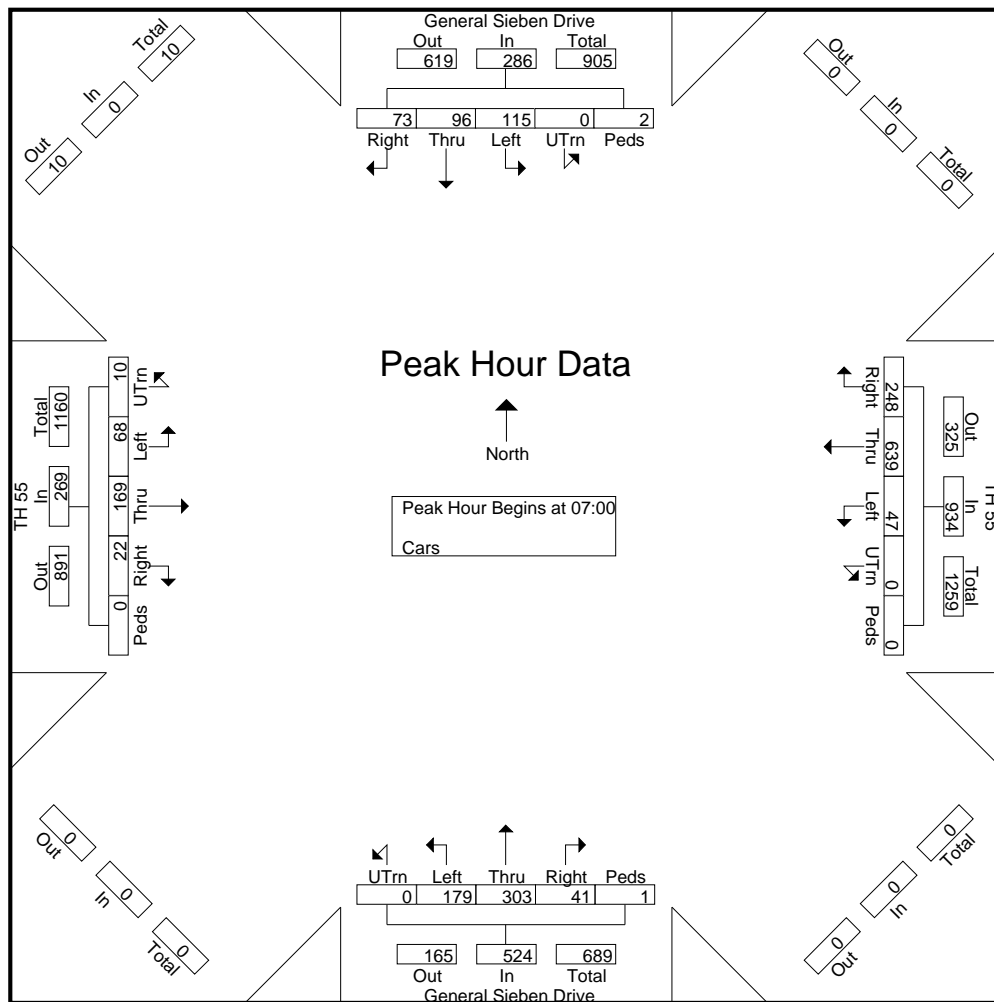 General Sieben Drive
Out In Total
619 286 905
73 96 115 0 2
Right Thru Left UTrn Peds
Total
10
In
0
Out
10
Out
0
In
0
Total
0
Peak Hour Data
North
Peak Hour Begins at 07:00
Cars
TH 55
Total In Out
1160 269 891
10 68 169 22 0
UTrn Left Thru Right Peds
Right Thru Left UTrn Peds
248 639 47 0 0
Out In Total
325 934 1259
TH 55
0
Out
0
In
0
Total
0
Total
0
In
0
Out
UTrn Left Thru Right Peds
0 179 303 41 1
165 524 689
Out In Total
General Sieben Drive